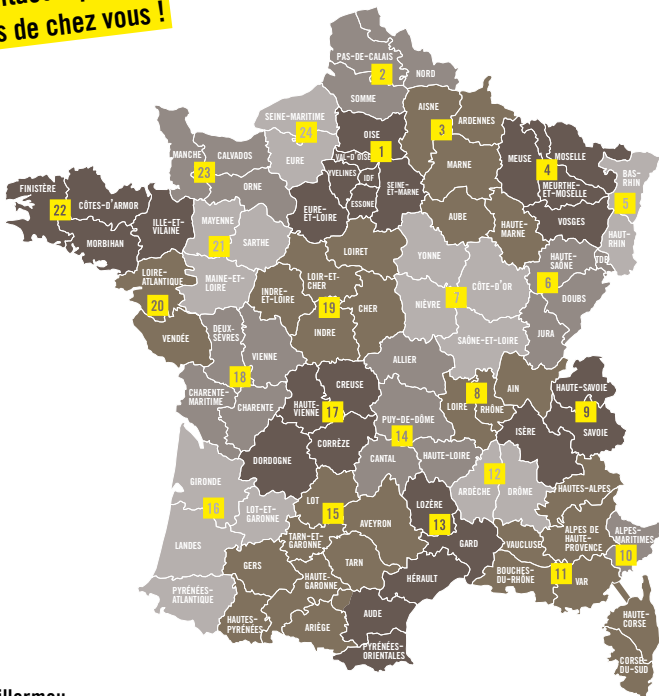 s de chez vous !
PAS-DE-CALAIS
2
NORD
SOMME
SEINE-MARITIME
24
EURE
AISNE
3
ARDENNES
MARNE
AUBE
HAUTE-
MARNE
OISE
1
VAL-D'OISE
YVELINES
IDF
ESSONE
SEINE-
ET-MARNE
EURE-
ET-LOIRE
MEUSE
4
MOSELLE
MEURTHE-
ET-MOSELLE
VOSGES
BAS-
RHIN
5
HAUT-
RHIN
TDB
MANCHE
CALVADOS
23
ORNE
FINISTÈRE
22
CÔTES-D'ARMOR
ILLE-ET-
VILAINE
MORBIHAN
MAYENNE
21
SARTHE
MAINE-ET-
LOIRE
LOIRE-
ATLANTIQUE
20
VENDÉE
LOIRET
LOIR-ET
CHER
INDRE-
ET-LOIRE
19
CHER
INDRE
YONNE
CÔTE-D'OR
7
NIÈVRE
SAÔNE-ET-LOIRE
HAUTE-
SAÔNE
6
DOUBS
JURA
DEUX-
SÈVRES
VIENNE
18
CHARENTE-
MARITIME
CHARENTE
CREUSE
HAUTE-
VIENNE
17
CORRÈZE
DORDOGNE
ALLIER
PUY-DE-DÔME
14
CANTAL
HAUTE-LOIRE
AIN
8
LOIRE
RHÔNE
HAUTE-SAVOIE
9
SAVOIE
ISÈRE
12
ARDÈCHE
DRÔME
GIRONDE
16
LOT-ET-
GARONNE
LANDES
PYRÉNÉES-
ATLANTIQUE
LOT
15
AVEYRON
TARN-ET-
GARONNE
TARN
GERS
HAUTE-
GARONNE
HAUTES-
PYRÉNÉES
ARIÈGE
LOZÈRE
13
GARD
HÉRAULT
AUDE
PYRÉNÉES-
ORIENTALES
HAUTES-ALPES
ALPES DE
HAUTE-
PROVENCE
VAUCLUSE
BOUCHES-
DU-RHÔNE
11
VAR
ALPES-
MARITIMES
10
HAUTE-
CORSE
CORSE-
DU-SUD